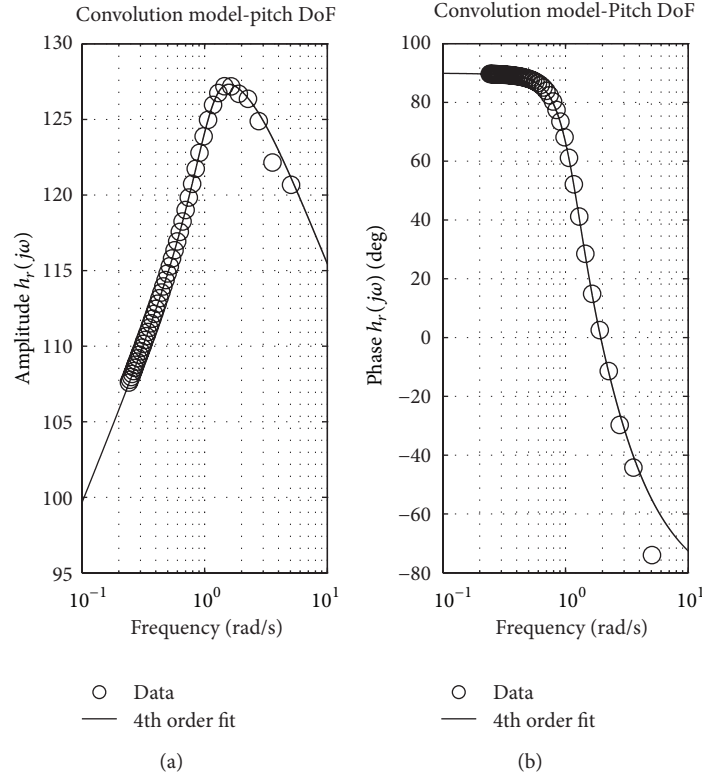 Convolution model-pitch DoF
Amplitude h_r(jω)
130
125
120
115
110
105
100
95
10^−1
10^0
10^1
Frequency (rad/s)
Data
4th order fit
(a)
Convolution model-Pitch DoF
Phase h_r(jω) (deg)
100
80
60
40
20
0
−20
−40
−60
−80
10^−1
10^0
10^1
Frequency (rad/s)
Data
4th order fit
(b)